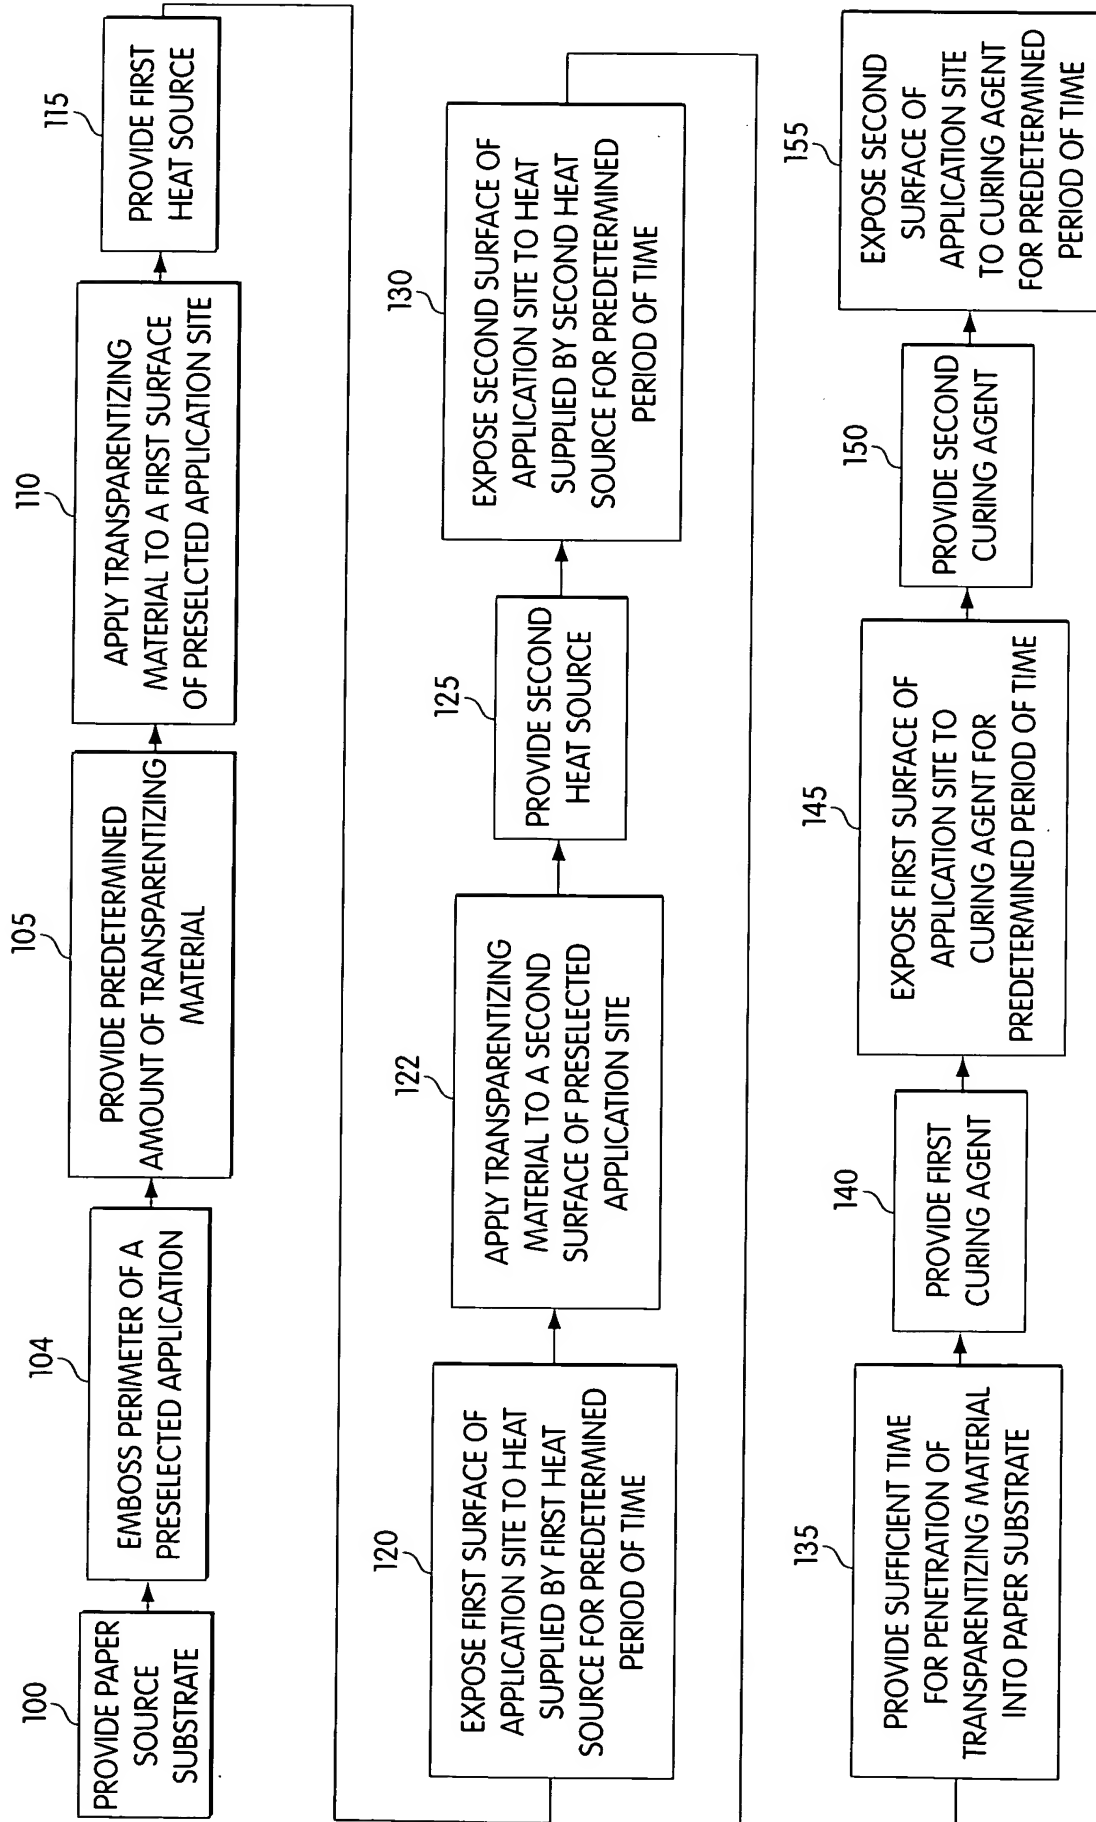 100
PROVIDE PAPER
SOURCE
SUBSTRATE
104
EMBOSS PERIMETER OF A
PRESELECTED APPLICATION
105
PROVIDE PREDETERMINED
AMOUNT OF TRANSPARENTIZING
MATERIAL
110
APPLY TRANSPARENTIZING
MATERIAL TO A FIRST SURFACE
OF PRESELCTED APPLICATION SITE
115
PROVIDE FIRST
HEAT SOURCE
120
EXPOSE FIRST SURFACE OF
APPLICATION SITE TO HEAT
SUPPLIED BY FIRST HEAT
SOURCE FOR PREDETERMINED
PERIOD OF TIME
122
APPLY TRANSPARENTIZING
MATERIAL TO A SECOND
SURFACE OF PRESELECTED
APPLICATION SITE
125
PROVIDE SECOND
HEAT SOURCE
130
EXPOSE SECOND SURFACE OF
APPLICATION SITE TO HEAT
SUPPLIED BY SECOND HEAT
SOURCE FOR PREDETERMINED
PERIOD OF TIME
135
PROVIDE SUFFICIENT TIME
FOR PENETRATION OF
TRANSPARENTIZING MATERIAL
INTO PAPER SUBSTRATE
140
PROVIDE FIRST
CURING AGENT
145
EXPOSE FIRST SURFACE OF
APPLICATION SITE TO
CURING AGENT FOR
PREDETERMINED PERIOD OF TIME
150
PROVIDE SECOND
CURING AGENT
155
EXPOSE SECOND
SURFACE OF
APPLICATION SITE
TO CURING AGENT
FOR PREDETERMINED
PERIOD OF TIME